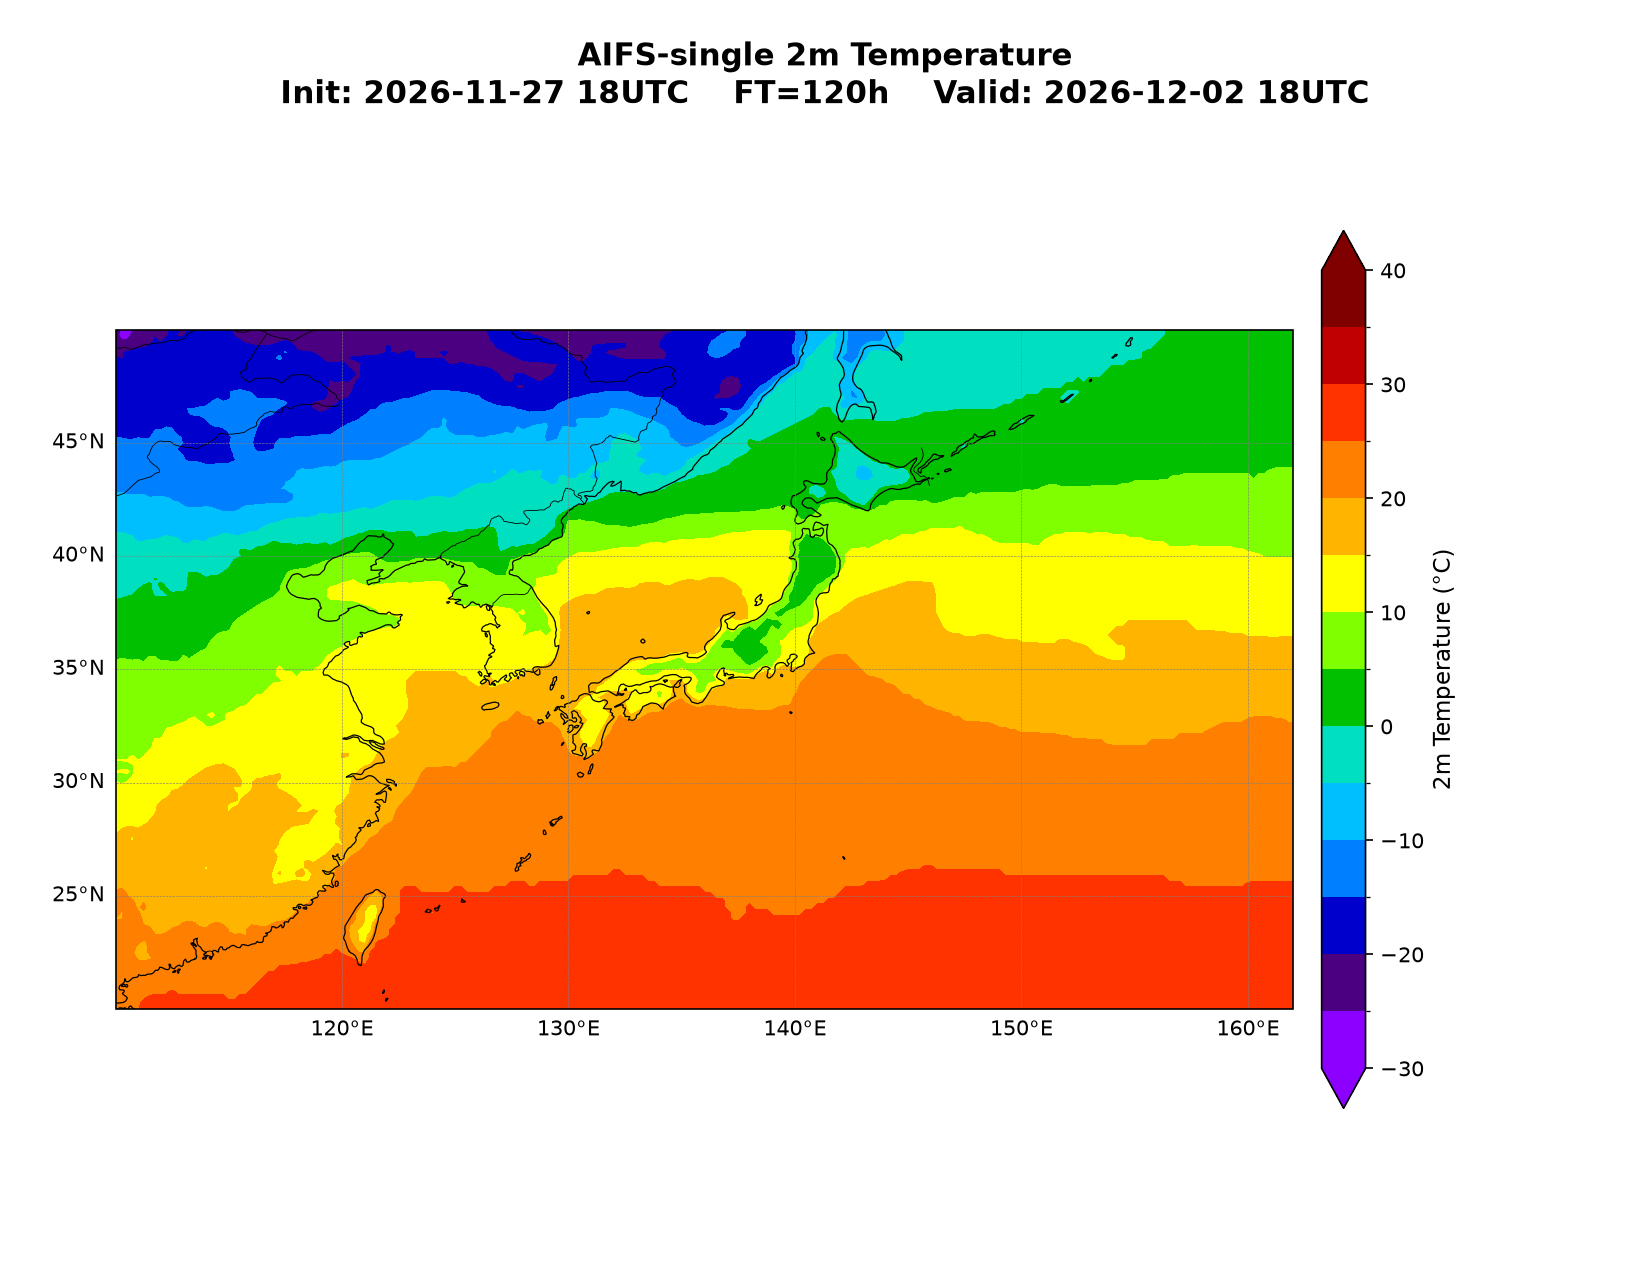 AIFS-single 2m Temperature
Init: 2026-11-27 18UTC    FT=120h    Valid: 2026-12-02 18UTC
45°N
40°N
35°N
30°N
25°N
120°E
130°E
140°E
150°E
160°E
40
30
20
10
0
−10
−20
−30
2m Temperature (°C)